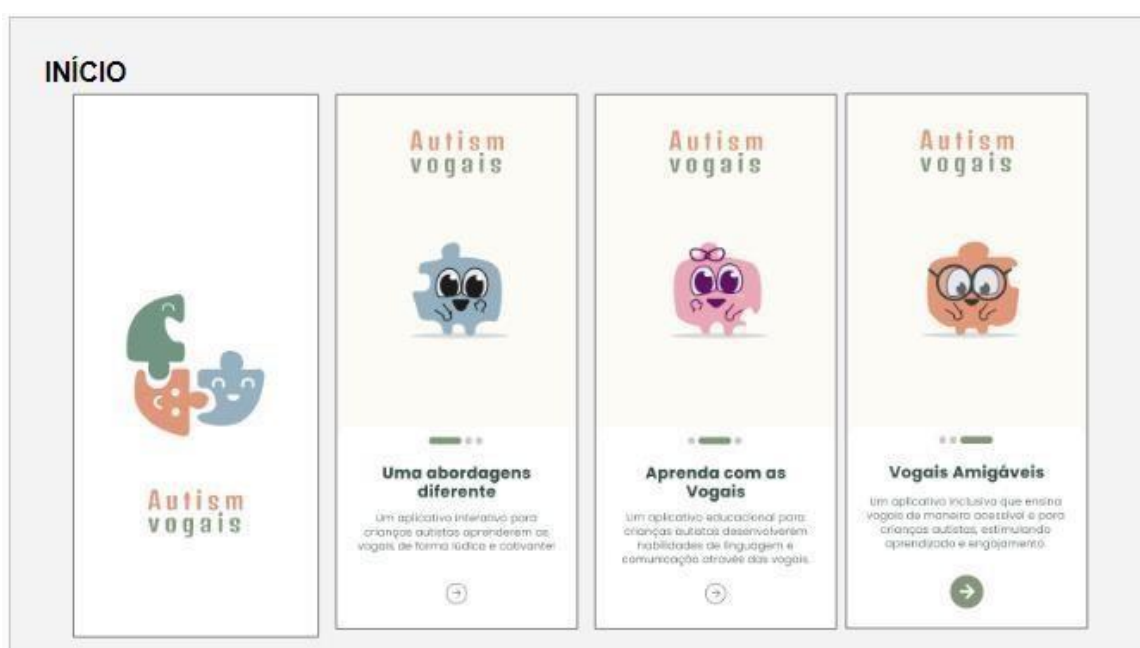 INÍCIO
Autism
vogais
Autism
vogais
Uma abordagens
diferente
Um aplicativo interativo para
crianças autistas aprenderem as
vogais de forma lúdica e cativante!
Autism
vogais
Aprenda com as
Vogais
Um aplicativo educacional para
crianças autistas desenvolverem
habilidades de linguagem e
comunicação através das vogais.
Autism
vogais
Vogais Amigáveis
Um aplicativo inclusivo que ensina
vogais de maneira acessível e para
crianças autistas, estimulando
aprendizado e engajamento.